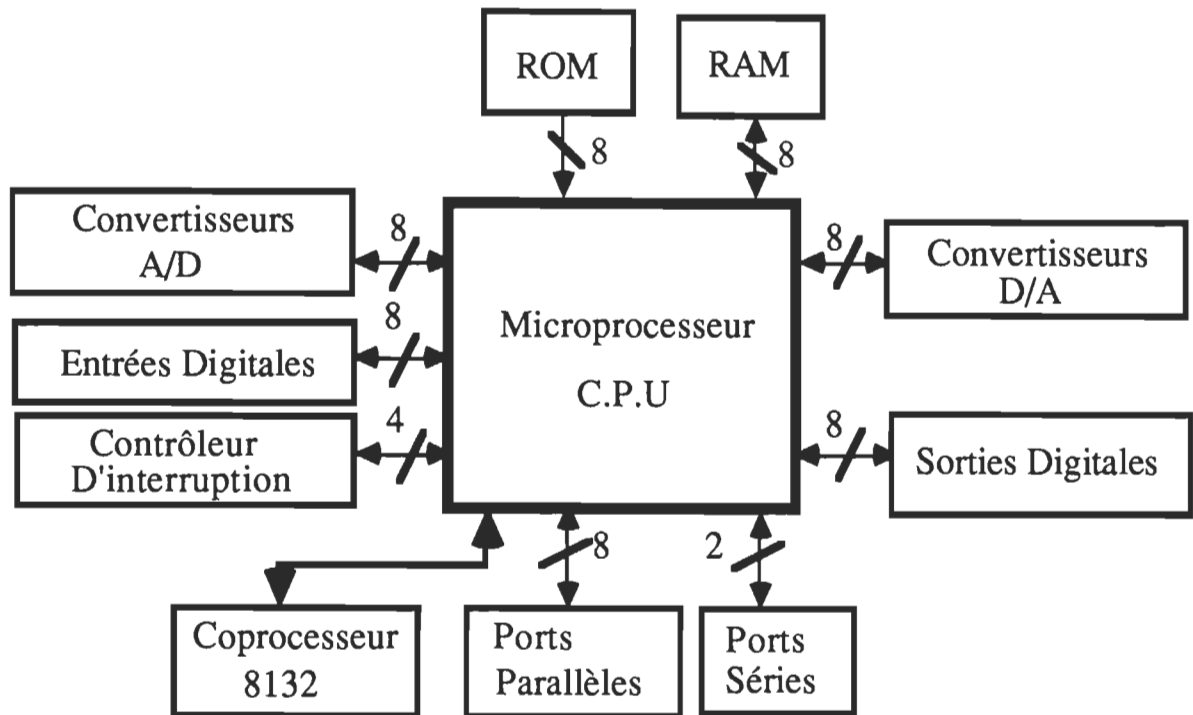 ROM
RAM
8
8
Convertisseurs
A/D
8
8
Convertisseurs
D/A
Entrées Digitales
8
Microprocesseur
C.P.U
Contrôleur
D'interruption
4
8
Sorties Digitales
8
2
Coprocesseur
8132
Ports
Parallèles
Ports
Séries